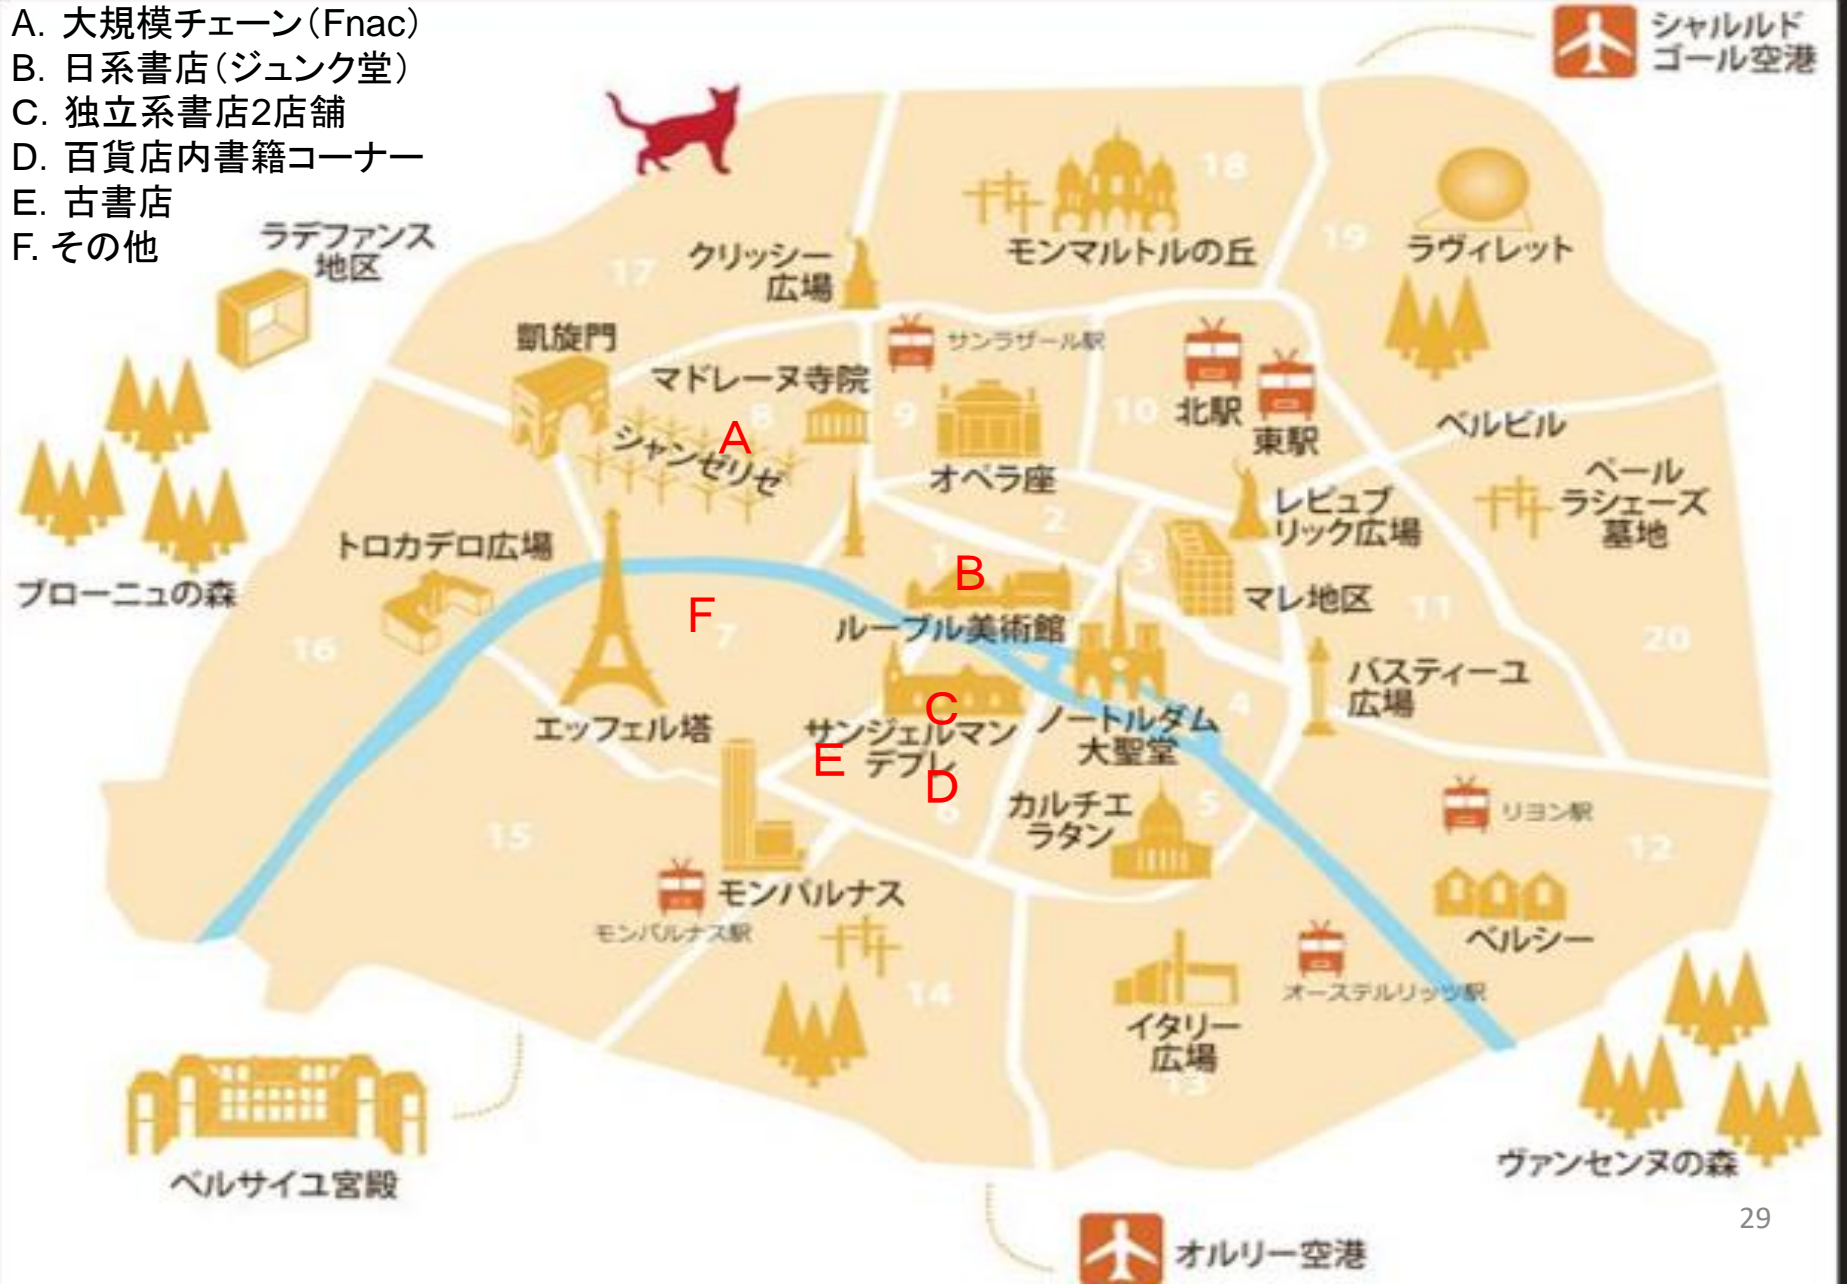 A. 大規模チェーン（Fnac）
B. 日系書店（ジュンク堂）
C. 独立系書店2店舗
D. 百貨店内書籍コーナー
E. 古書店
F. その他
シャルルド
ゴール空港
ラデファンス
地区
クリッシー
広場
17
18
モンマルトルの丘
19
ラヴィレット
凱旋門
マドレーヌ寺院
サンラザール駅
8
9
10
北駅
東駅
ベルビル
シャンゼリゼ
A
オペラ座
レピュブ
リック広場
ペール
ラシェーズ
墓地
トロカデロ広場
ブローニュの森
1
2
3
B
マレ地区
11
20
F
7
ルーブル美術館
16
バスティーユ
広場
4
エッフェル塔
C
サンジェルマン
デプレ
E
D
6
ノートルダム
大聖堂
カルチエ
ラタン
5
リヨン駅
12
15
モンパルナス
モンパルナス駅
ベルシー
14
オーステルリッツ駅
イタリー
広場
13
ベルサイユ宮殿
ヴァンセンヌの森
29
オルリー空港